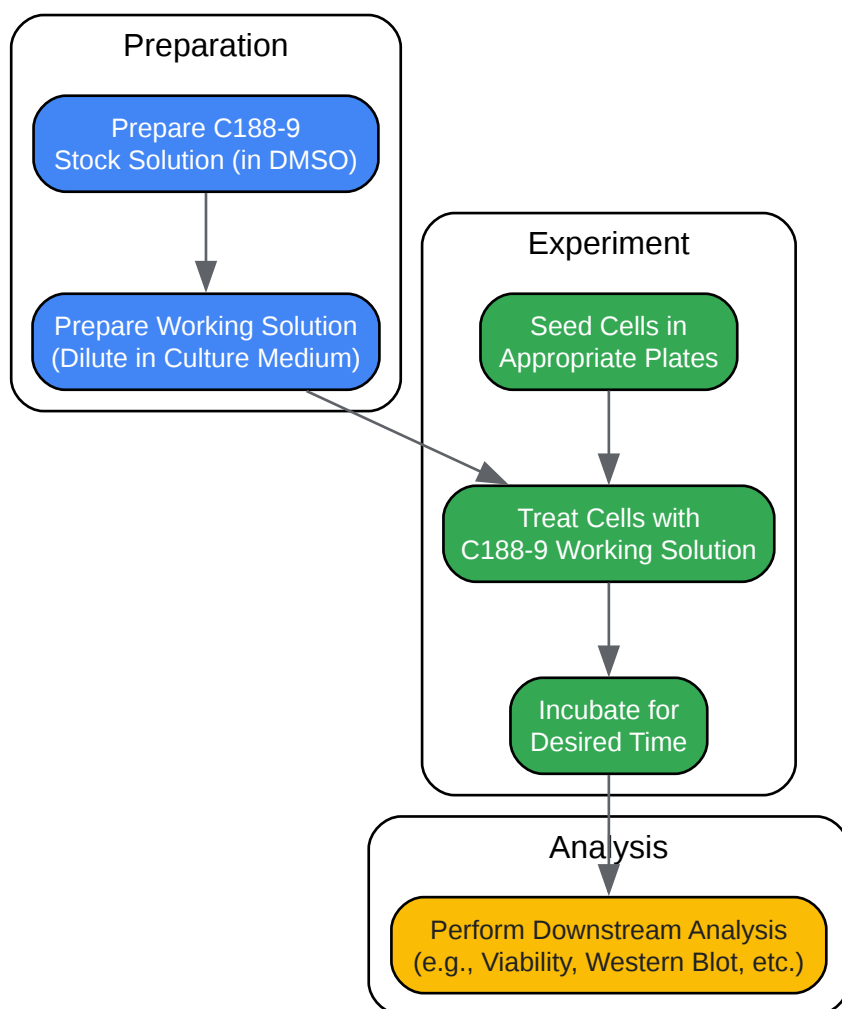 Preparation
Prepare C188-9
Stock Solution (in DMSO)
Prepare Working Solution
(Dilute in Culture Medium)
Experiment
Seed Cells in
Appropriate Plates
Treat Cells with
C188-9 Working Solution
Incubate for
Desired Time
Analysis
Perform Downstream Analysis
(e.g., Viability, Western Blot, etc.)